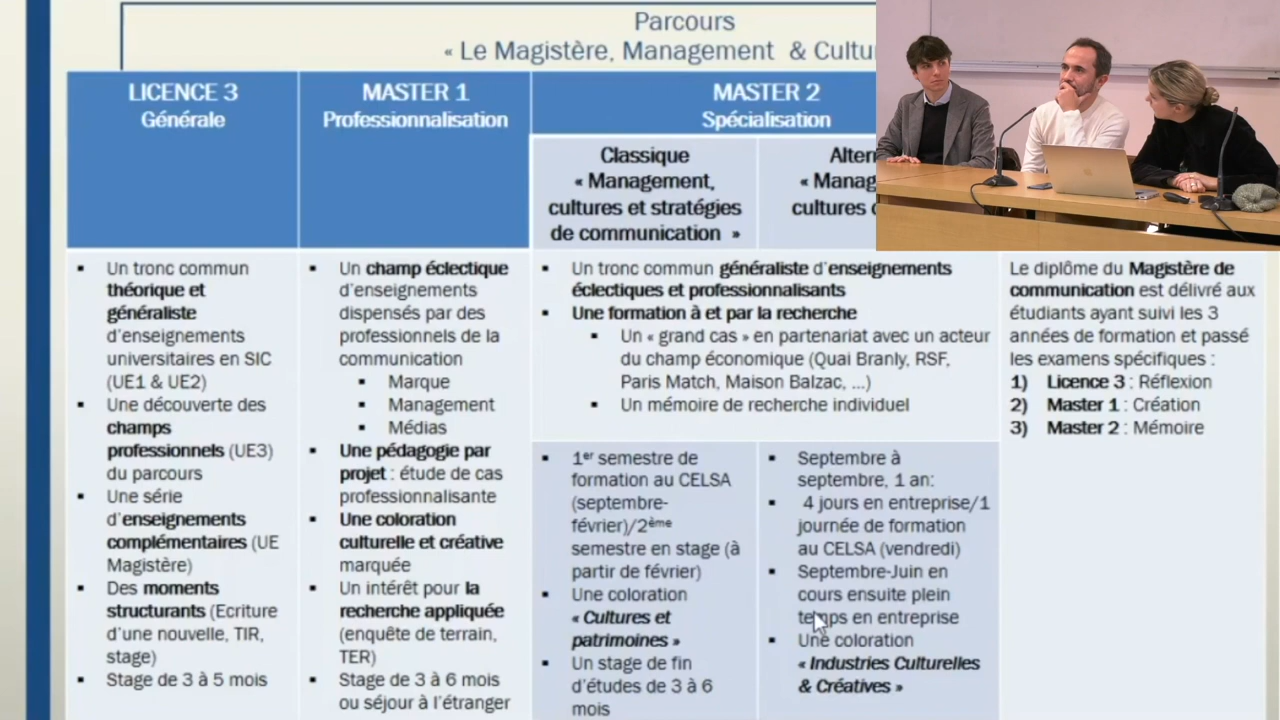 Parcours
« Le Magistère, Management & Cultu
LICENCE 3
Générale
MASTER 1
Professionnalisation
MASTER 2
Spécialisation
Classique
« Management,
cultures et stratégies
de communication »
Alter
« Manag
cultures
▪ Un tronc commun
théorique et
généraliste
d'enseignements
universitaires en SIC
(UE1 & UE2)
▪ Une découverte des
champs
professionnels (UE3)
du parcours
▪ Une série
d'enseignements
complémentaires (UE
Magistère)
▪ Des moments
structurants (Ecriture
d'une nouvelle, TIR,
stage)
▪ Stage de 3 à 5 mois
▪ Un champ éclectique
d'enseignements
dispensés par des
professionnels de la
communication
▪ Marque
▪ Management
▪ Médias
▪ Une pédagogie par
projet : étude de cas
professionnalisante
▪ Une coloration
culturelle et créative
marquée
▪ Un intérêt pour la
recherche appliquée
(enquête de terrain,
TER)
▪ Stage de 3 à 6 mois
ou séjour à l'étranger
▪ Un tronc commun généraliste d'enseignements
éclectiques et professionnalisants
▪ Une formation à et par la recherche
▪ Un « grand cas » en partenariat avec un acteur
du champ économique (Quai Branly, RSF,
Paris Match, Maison Balzac, ...)
▪ Un mémoire de recherche individuel
▪ 1er semestre de
formation au CELSA
(septembre-
février)/2ème
semestre en stage (à
partir de février)
▪ Une coloration
« Cultures et
patrimoines »
▪ Un stage de fin
d'études de 3 à 6
mois
▪ Septembre à
septembre, 1 an:
▪ 4 jours en entreprise/1
journée de formation
au CELSA (vendredi)
▪ Septembre-Juin en
cours ensuite plein
temps en entreprise
▪ Une coloration
« Industries Culturelles
& Créatives »
Le diplôme du Magistère de
communication est délivré aux
étudiants ayant suivi les 3
années de formation et passé
les examens spécifiques :
1) Licence 3 : Réflexion
2) Master 1 : Création
3) Master 2 : Mémoire